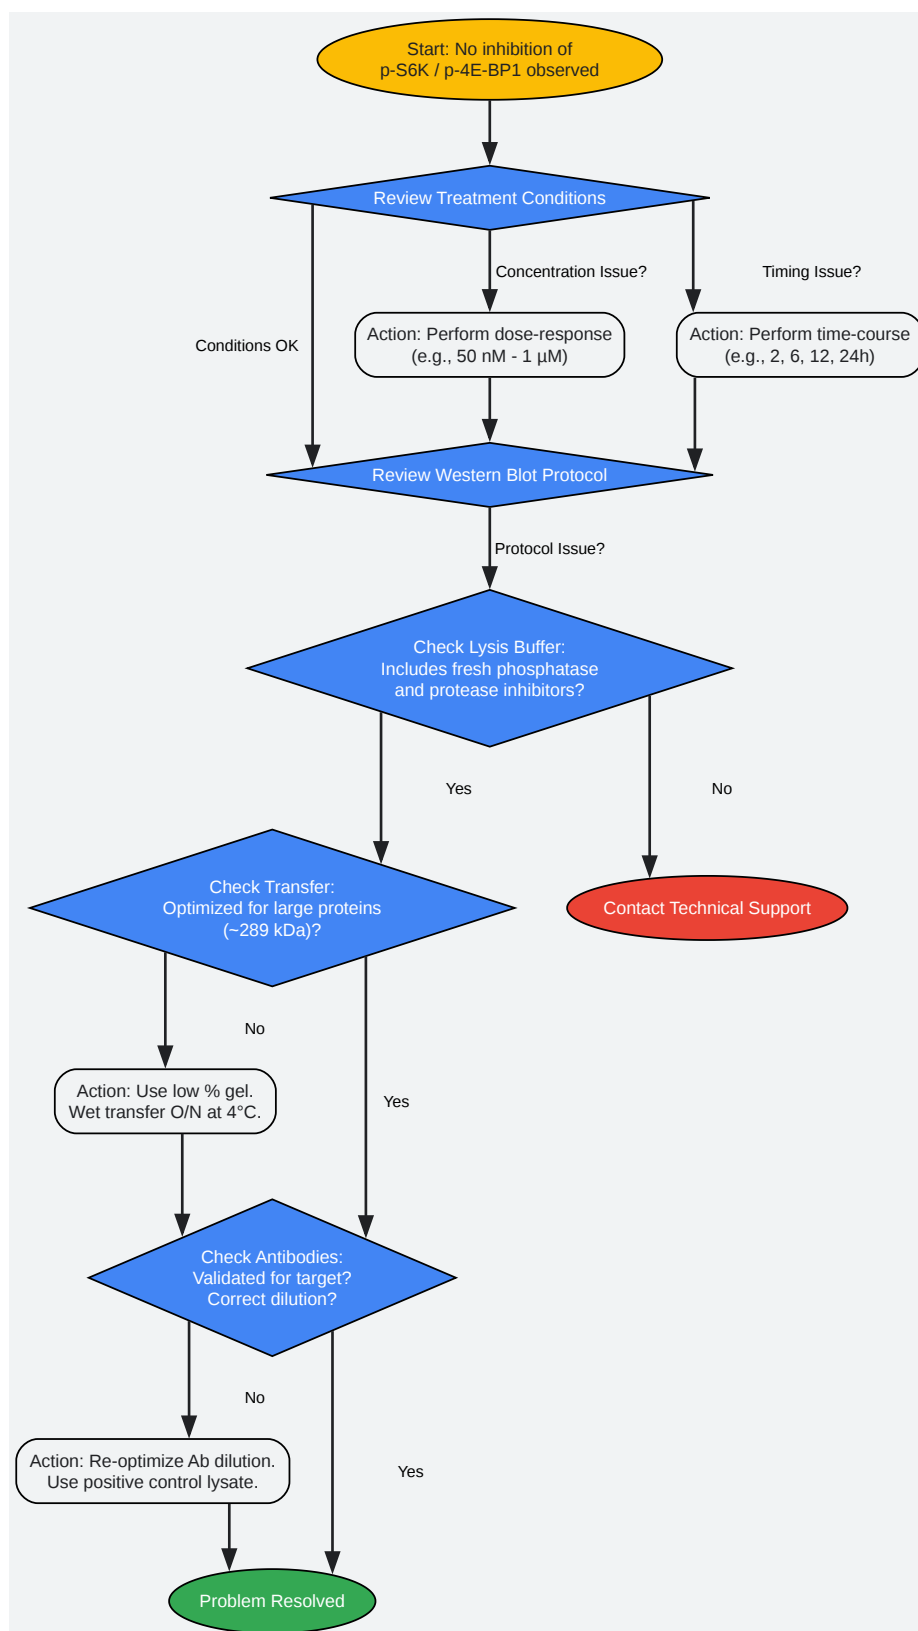 Start: No inhibition of
p-S6K / p-4E-BP1 observed
Review Treatment Conditions
Concentration Issue?
Timing Issue?
Conditions OK
Action: Perform dose-response
(e.g., 50 nM - 1 µM)
Action: Perform time-course
(e.g., 2, 6, 12, 24h)
Review Western Blot Protocol
Protocol Issue?
Check Lysis Buffer:
Includes fresh phosphatase
and protease inhibitors?
Yes
No
Check Transfer:
Optimized for large proteins
(~289 kDa)?
Contact Technical Support
No
Action: Use low % gel.
Wet transfer O/N at 4°C.
Yes
Check Antibodies:
Validated for target?
Correct dilution?
No
Action: Re-optimize Ab dilution.
Use positive control lysate.
Yes
Problem Resolved